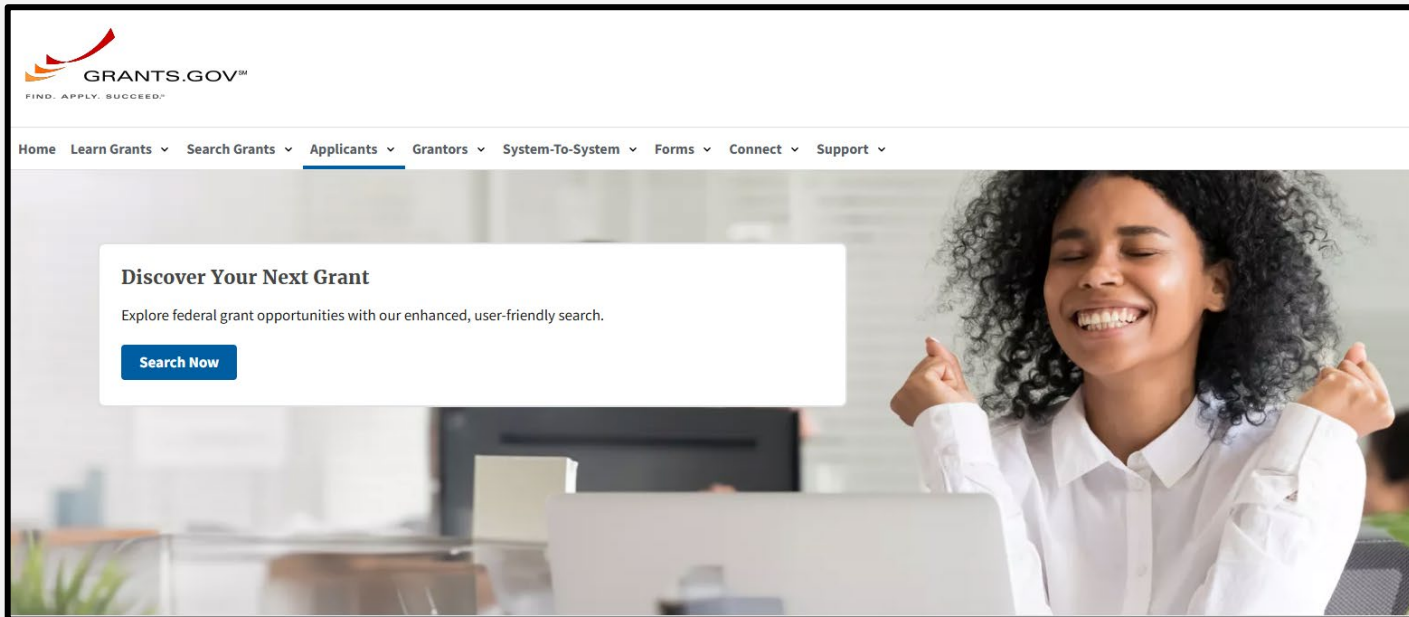 GRANTS.GOV℠
FIND. APPLY. SUCCEED.℠
Home Learn Grants Search Grants Applicants Grantors System-To-System Forms Connect Support
Discover Your Next Grant
Explore federal grant opportunities with our enhanced, user-friendly search.
Search Now